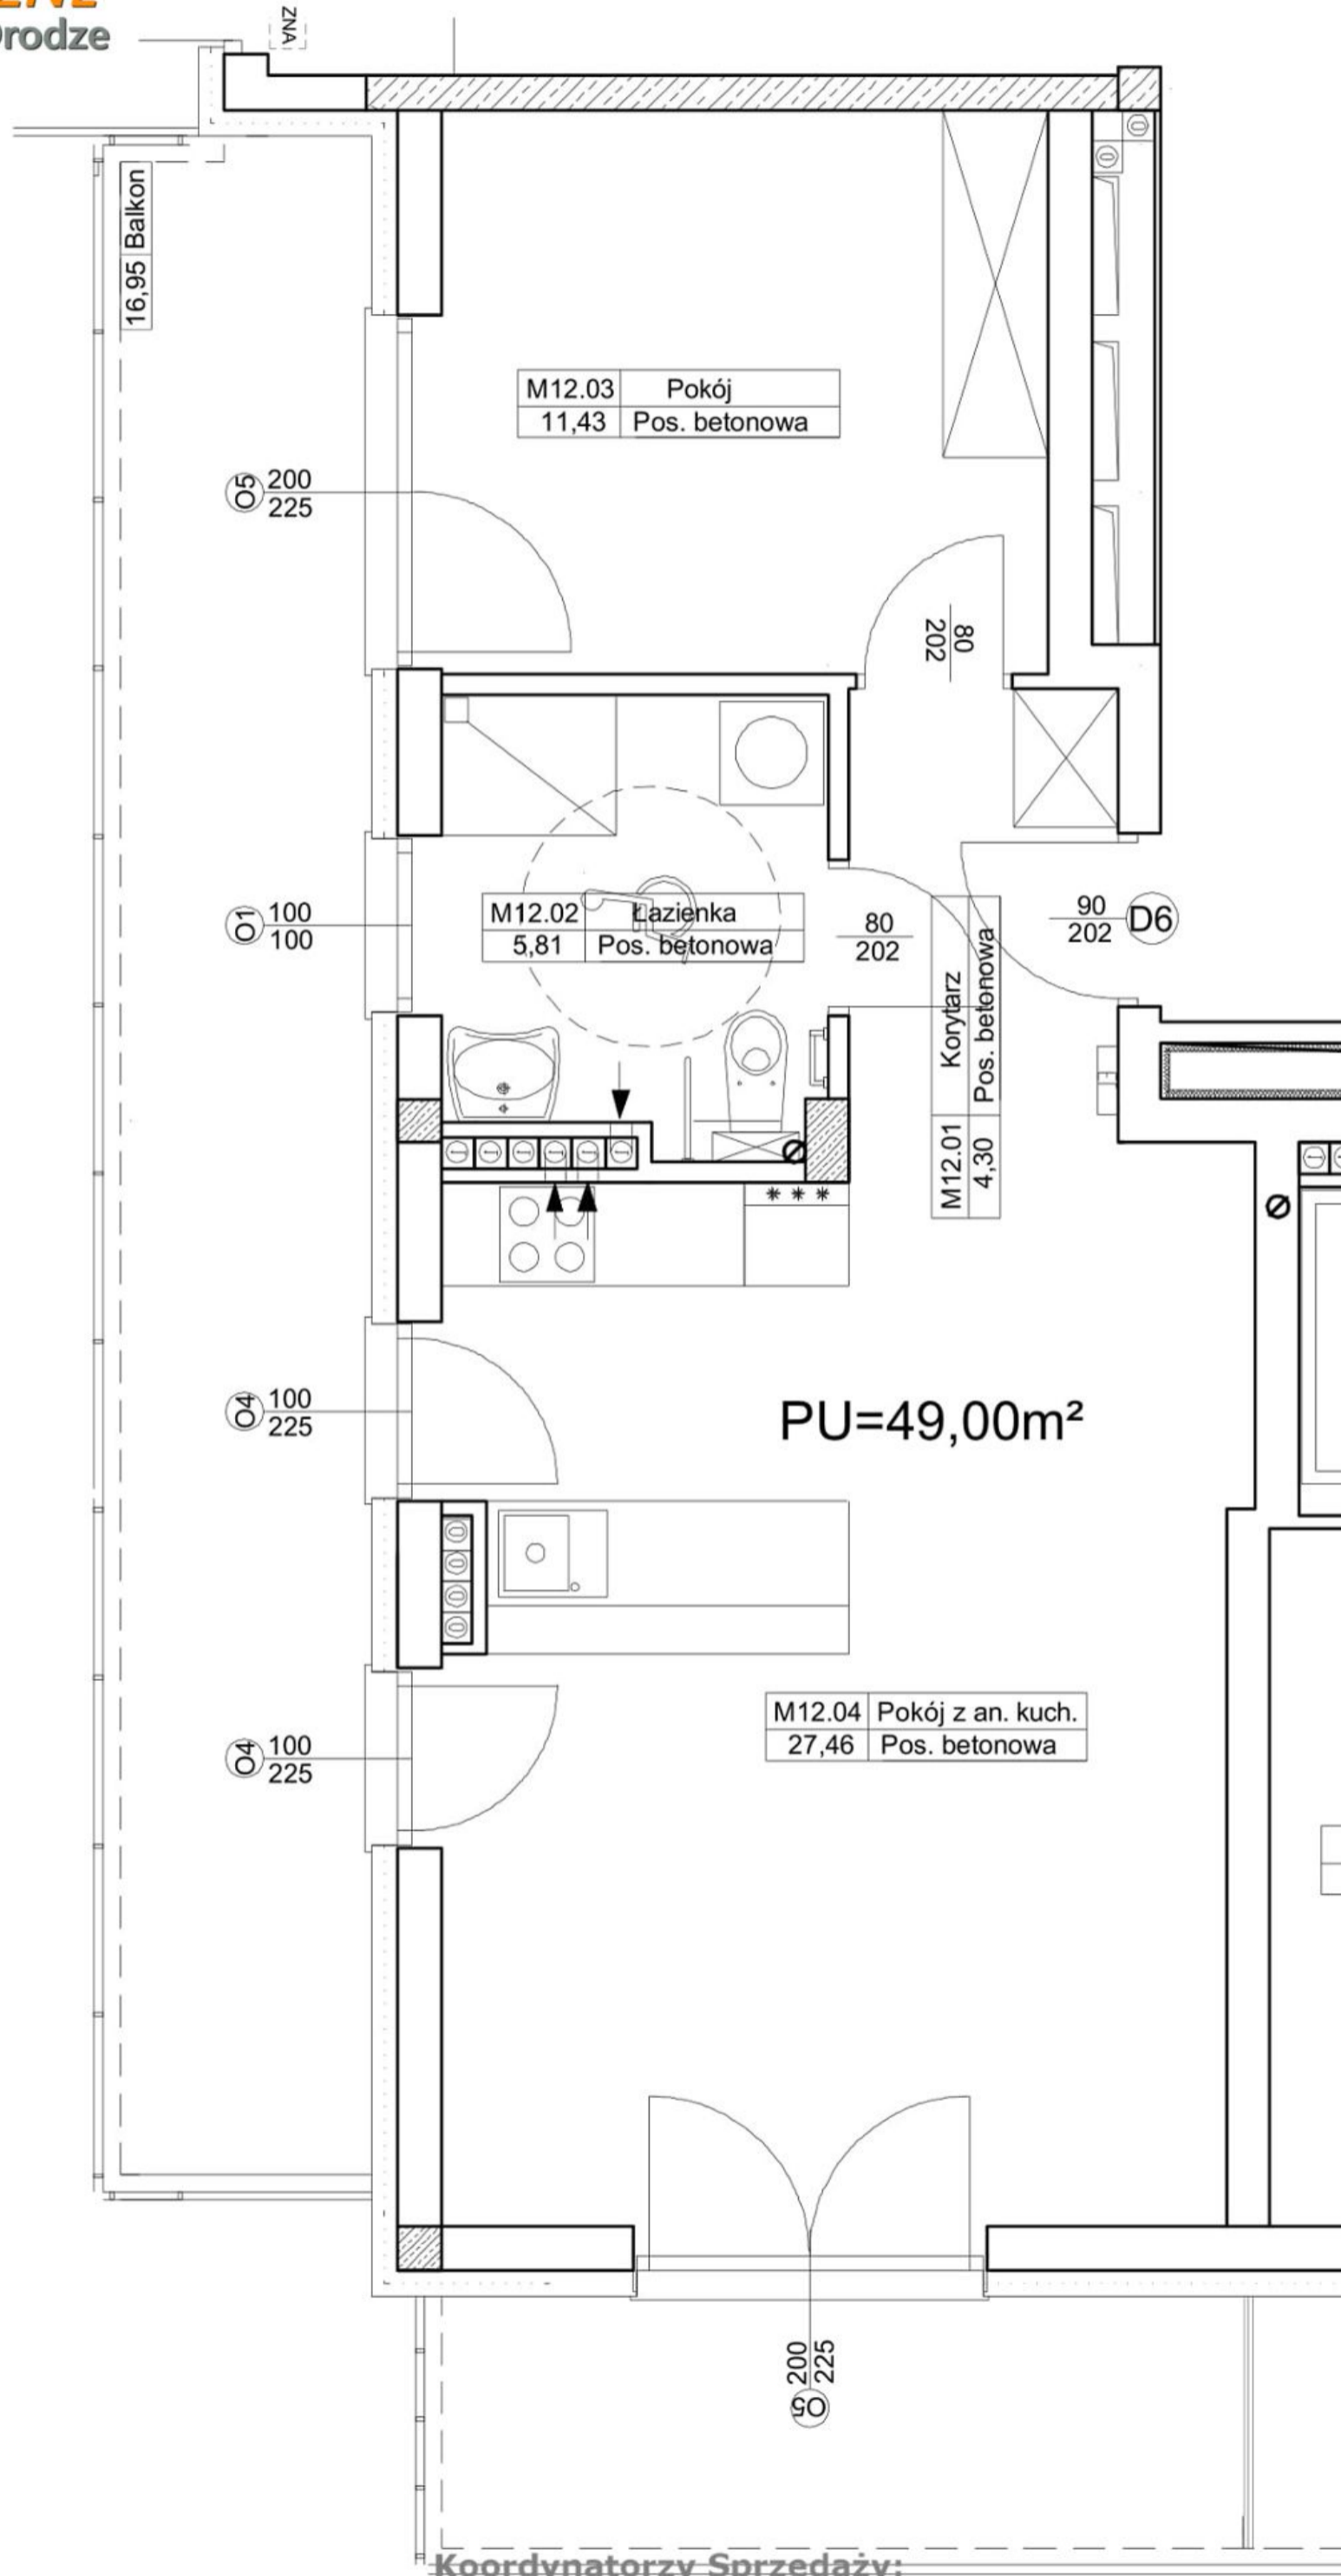 Drodze
ZNA
16,95 Balkon
M12.03 Pokój
11,43 Pos. betonowa
O5 200
225
80
202
O1 100
100
M12.02 Łazienka
5,81 Pos. betonowa
80
202
90
202
D6
M12.01 Korytarz
4,30 Pos. betonowa
* * *
O4 100
225
PU=49,00m²
M12.04 Pokój z an. kuch.
27,46 Pos. betonowa
O4 100
225
200
225
O5
Koordynatorzy Sprzedaży: